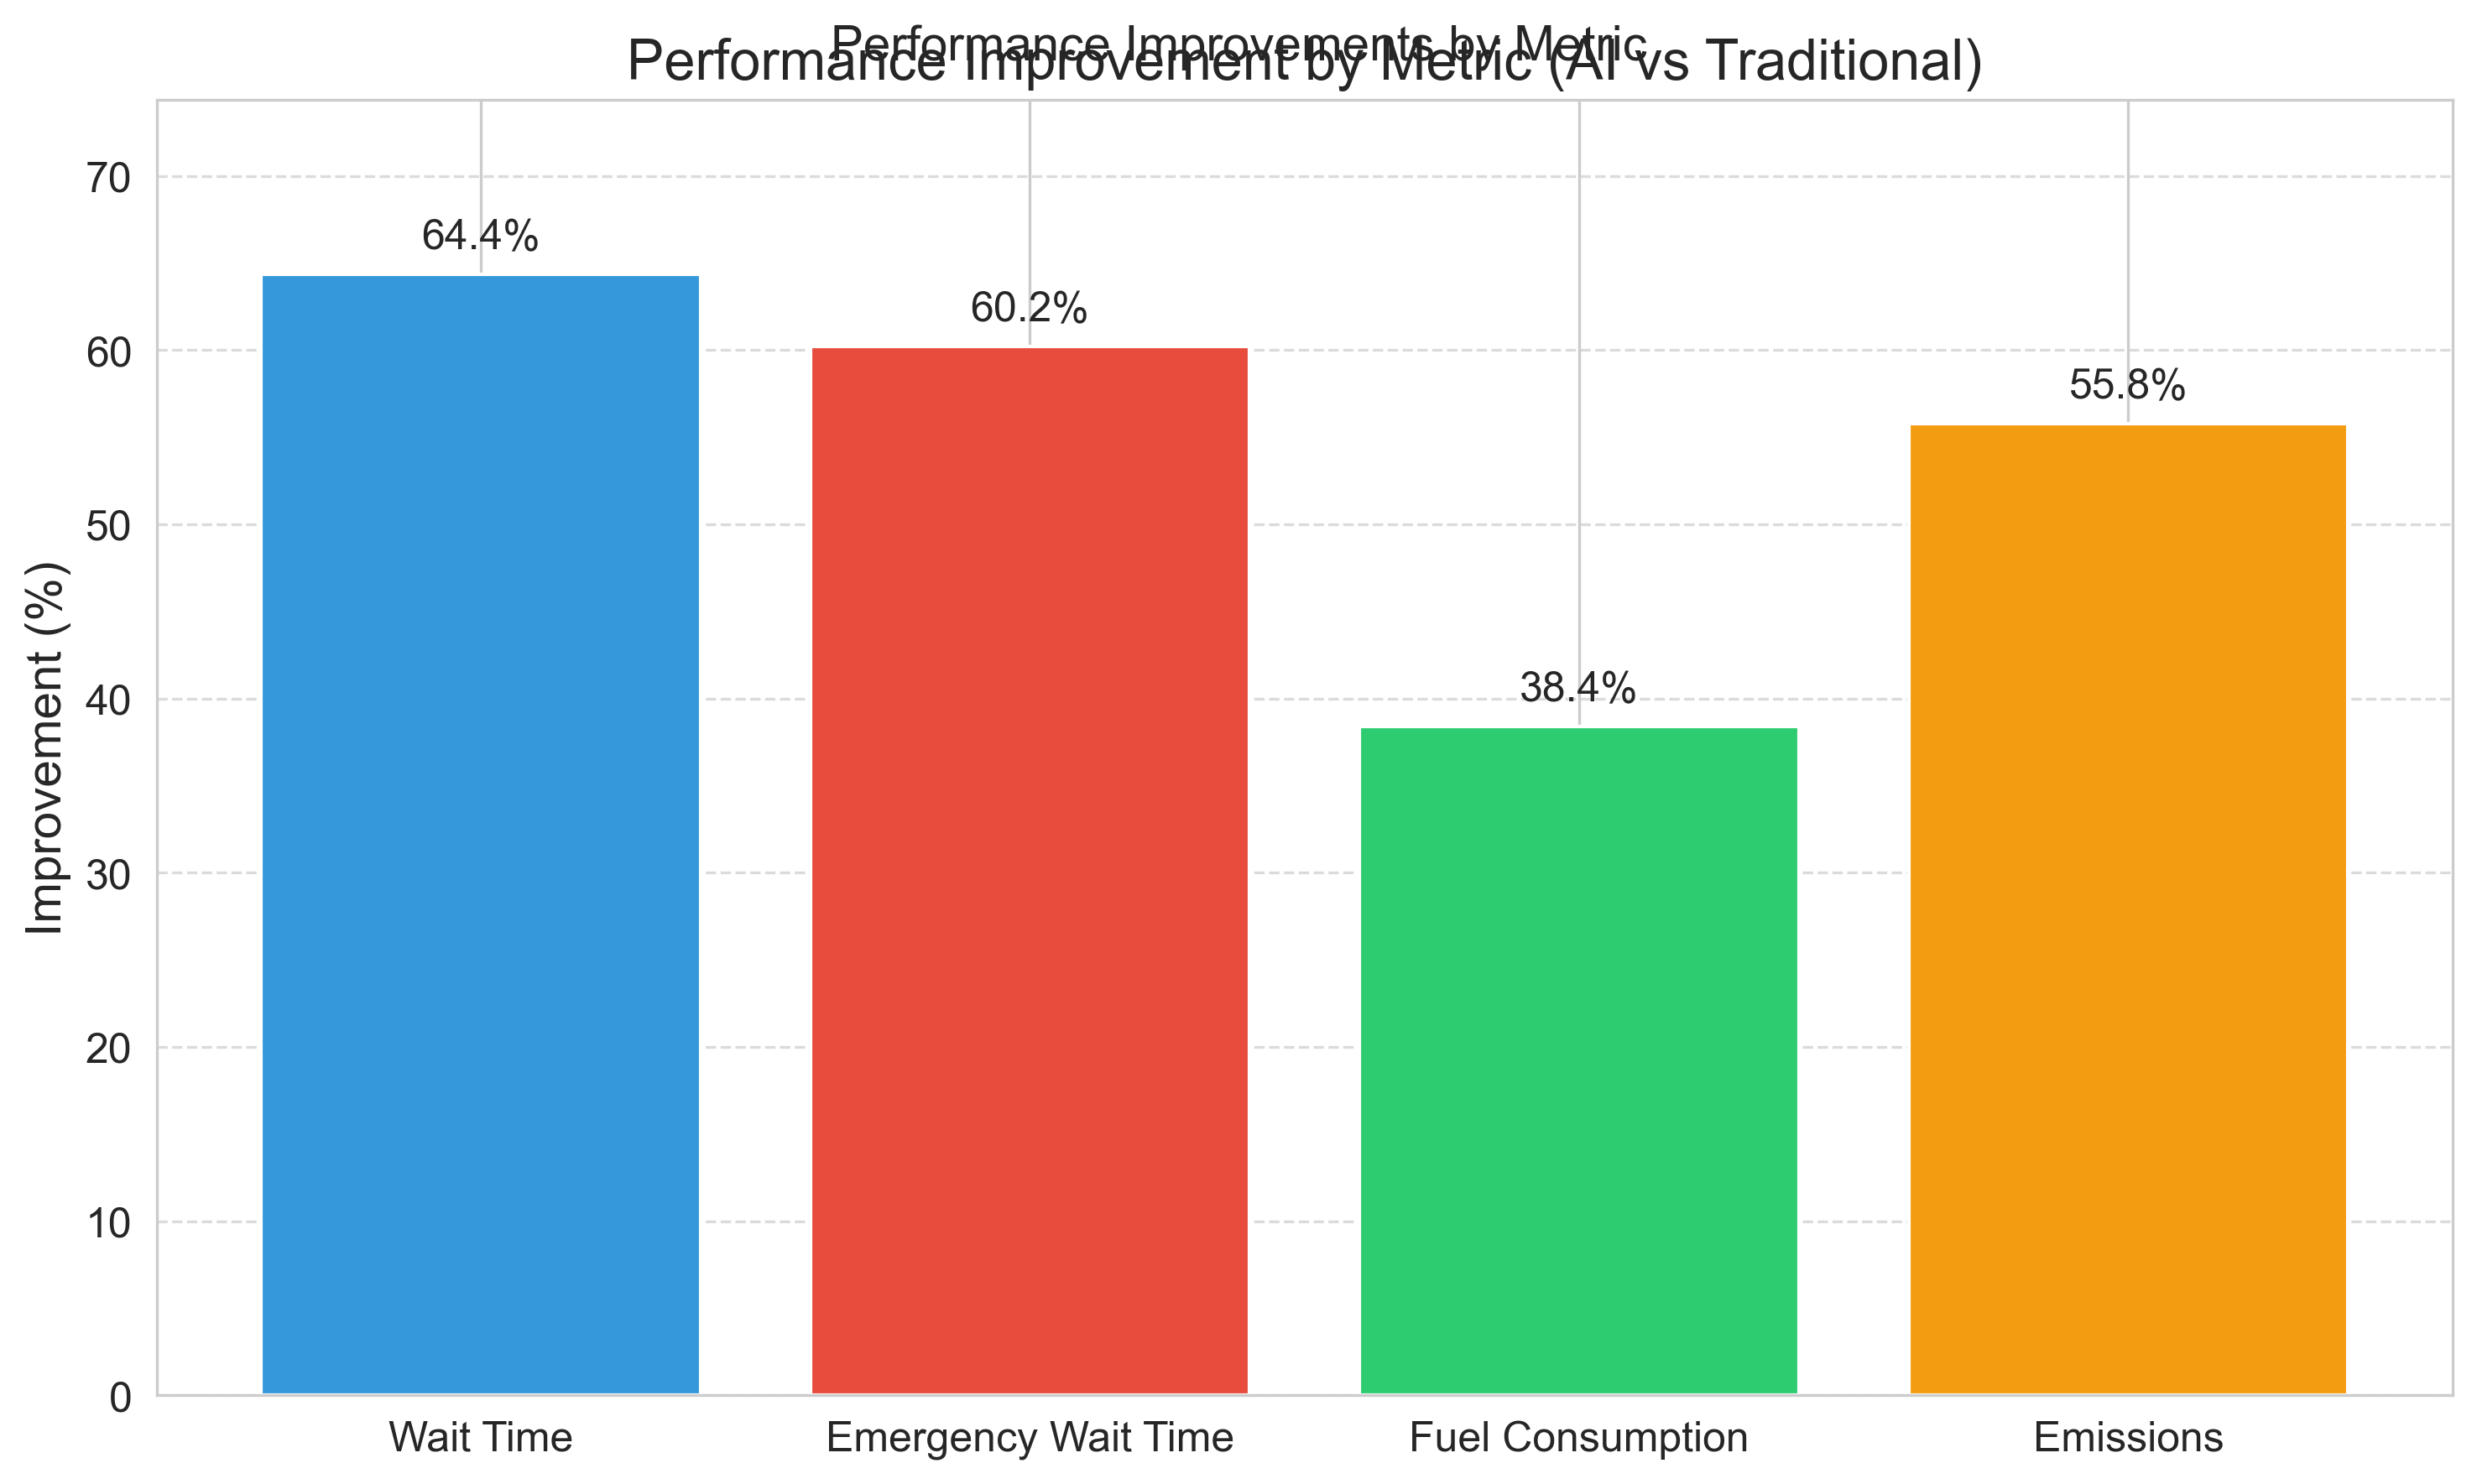 Performance Improvements by Metric
Performance Improvement by Metric (AI vs Traditional)
70
60
50
40
30
20
10
0
Improvement (%)
64.4%
60.2%
38.4%
55.8%
Wait Time
Emergency Wait Time
Fuel Consumption
Emissions